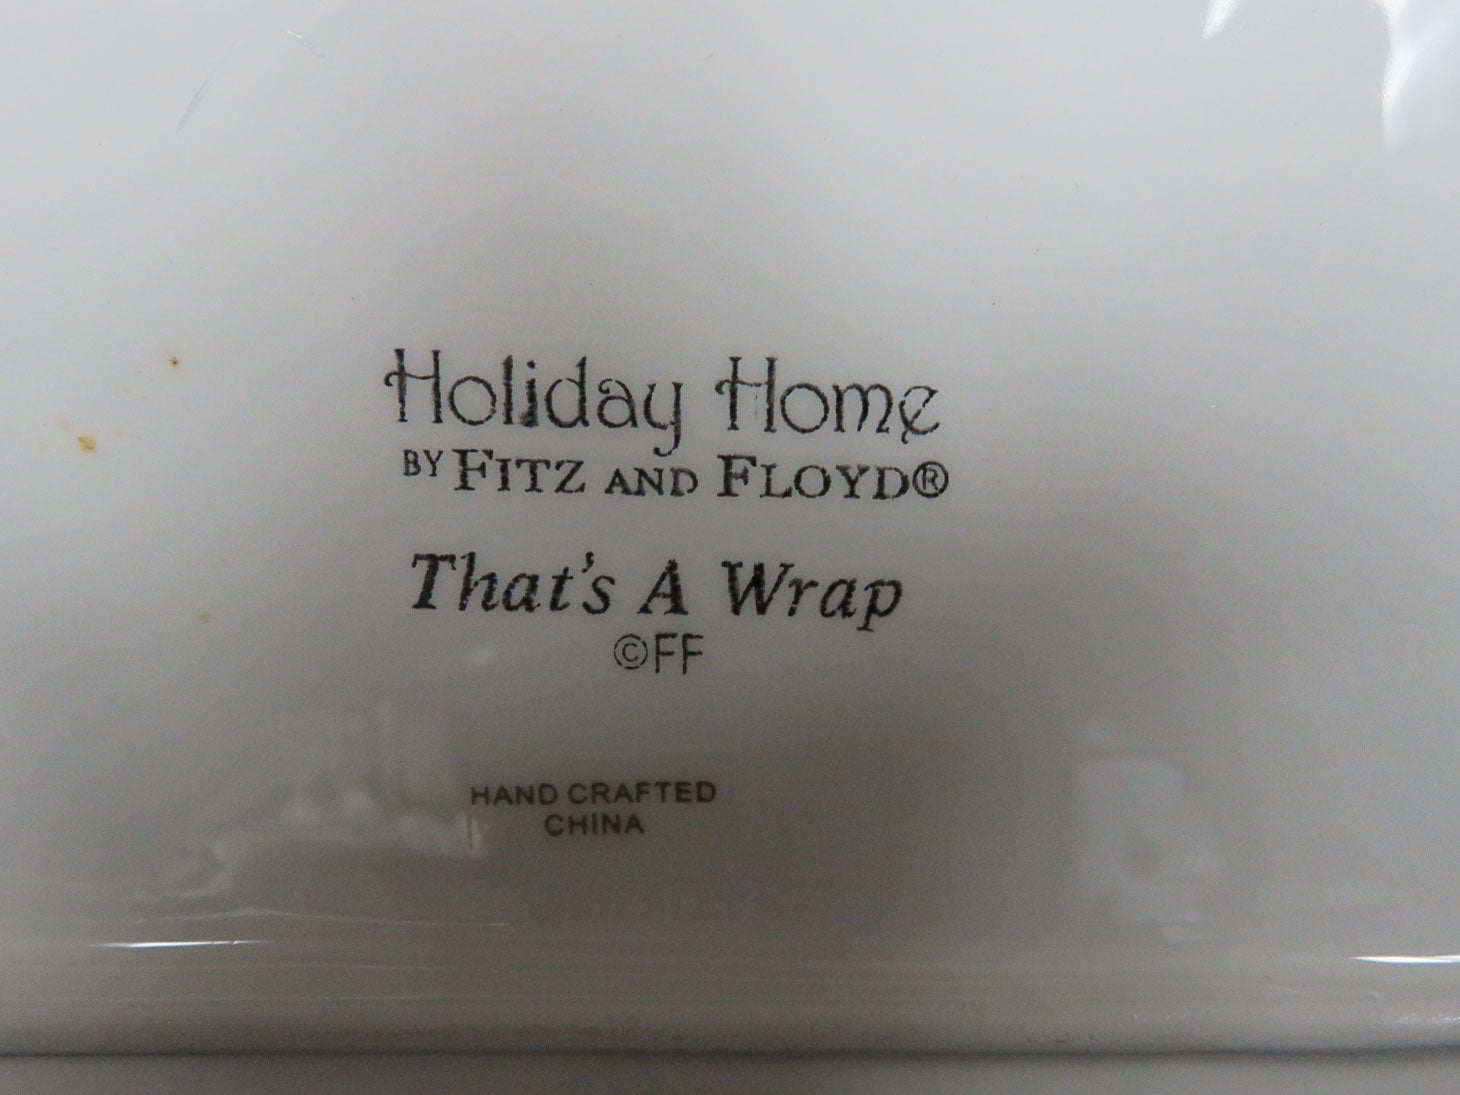 Holiday Home
BY FITZ AND FLOYD®
That's A Wrap
©FF
HAND CRAFTED
CHINA